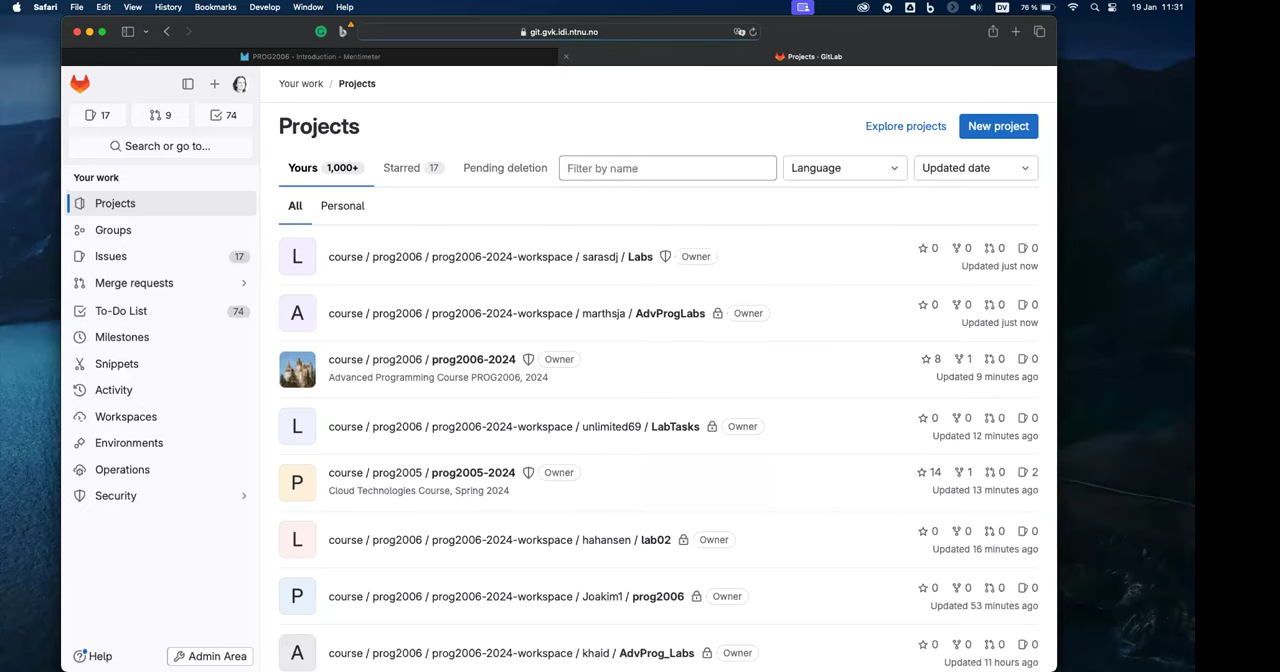 Safari File Edit View History Bookmarks Develop Window Help DV 76 % 19 Jan 11:31
git.gvk.idi.ntnu.no
PROG2006 - Introduction - Mentimeter
Projects · GitLab
Your work / Projects
17 9 74
Search or go to...
Your work
Projects
Groups
Issues 17
Merge requests
To-Do List 74
Milestones
Snippets
Activity
Workspaces
Environments
Operations
Security
Help
Admin Area
Projects
Explore projects
New project
Yours 1,000+ Starred 17 Pending deletion
Filter by name
Language
Updated date
All Personal
L course / prog2006 / prog2006-2024-workspace / sarasdj / Labs Owner 0 0 0 0
Updated just now
A course / prog2006 / prog2006-2024-workspace / marthsja / AdvProgLabs Owner 0 0 0 0
Updated just now
course / prog2006 / prog2006-2024 Owner 8 1 0 0
Advanced Programming Course PROG2006, 2024 Updated 9 minutes ago
L course / prog2006 / prog2006-2024-workspace / unlimited69 / LabTasks Owner 0 0 0 0
Updated 12 minutes ago
P course / prog2005 / prog2005-2024 Owner 14 1 0 2
Cloud Technologies Course, Spring 2024 Updated 13 minutes ago
L course / prog2006 / prog2006-2024-workspace / hahansen / lab02 Owner 0 0 0 0
Updated 16 minutes ago
P course / prog2006 / prog2006-2024-workspace / Joakim1 / prog2006 Owner 0 0 0 0
Updated 53 minutes ago
A course / prog2006 / prog2006-2024-workspace / khaid / AdvProg_Labs Owner 0 0 0 0
Updated 11 hours ago